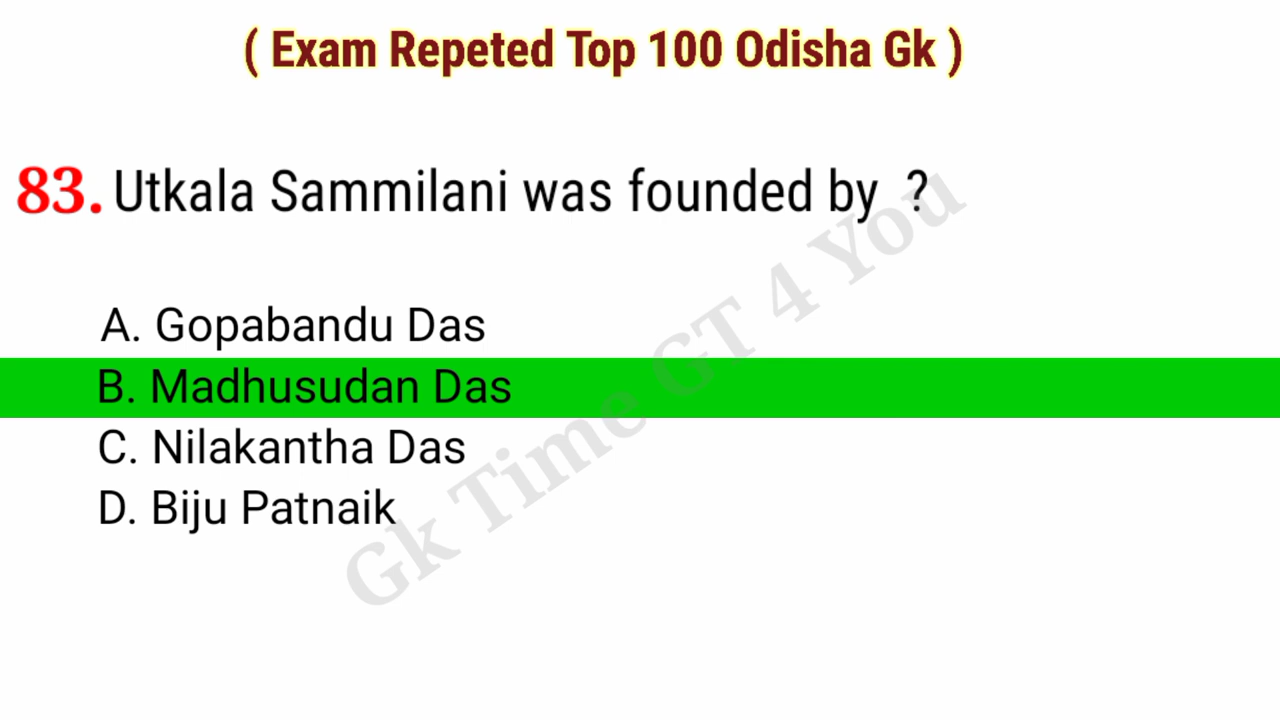 ( Exam Repeted Top 100 Odisha Gk )
83. Utkala Sammilani was founded by ?
A. Gopabandu Das
B. Madhusudan Das
C. Nilakantha Das
D. Biju Patnaik
Gk Time GT 4 You